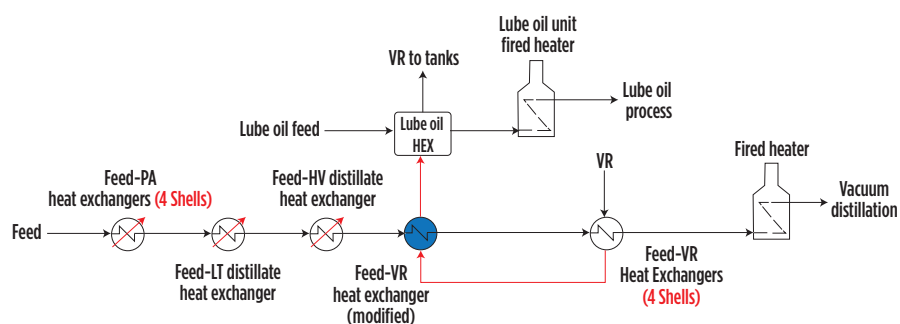 Lube oil unit
fired heater
VR to tanks
Lube oil
process
Lube oil feed
Lube oil
HEX
Fired heater
VR
Feed-PA
heat exchangers (4 Shells)
Feed-HV distillate
heat exchanger
Vacuum
distillation
Feed
Feed-LT distillate
heat exchanger
Feed-VR
heat exchanger
(modified)
Feed-VR
Heat Exchangers
(4 Shells)